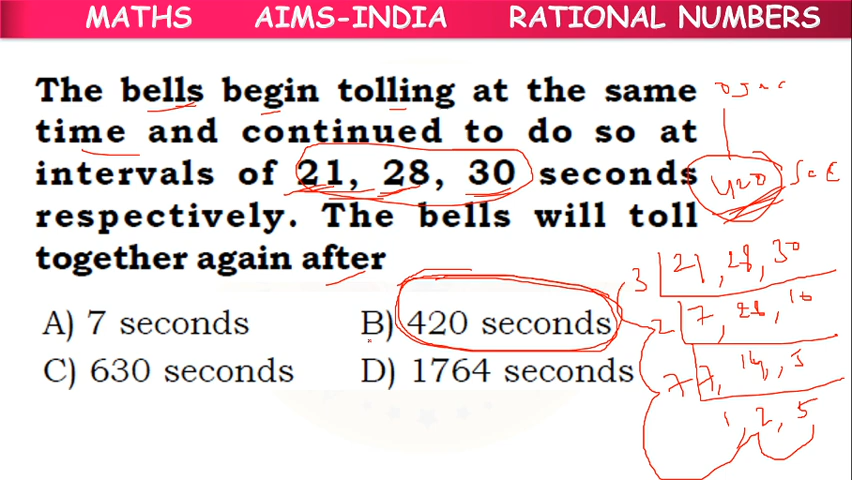 MATHS AIMS-INDIA RATIONAL NUMBERS
The bells begin tolling at the same
time and continued to do so at
intervals of 21, 28, 30 seconds
respectively. The bells will toll
together again after
A) 7 seconds B) 420 seconds
C) 630 seconds D) 1764 seconds
420 SeC
3 21, 28, 30
2 7, 28, 10
7 7, 14, 5
1, 2, 5